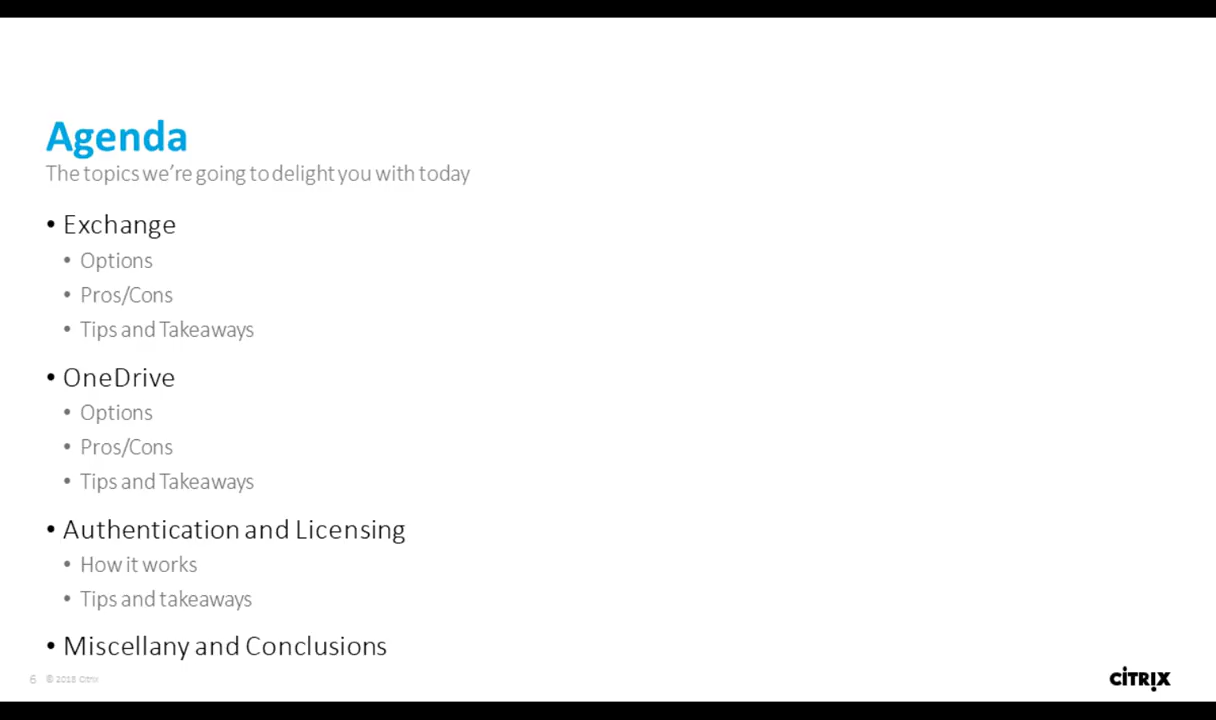 Agenda
The topics we're going to delight you with today
• Exchange
• Options
• Pros/Cons
• Tips and Takeaways
• OneDrive
• Options
• Pros/Cons
• Tips and Takeaways
• Authentication and Licensing
• How it works
• Tips and takeaways
• Miscellany and Conclusions
6 © 2018 Citrix
CİTRIX